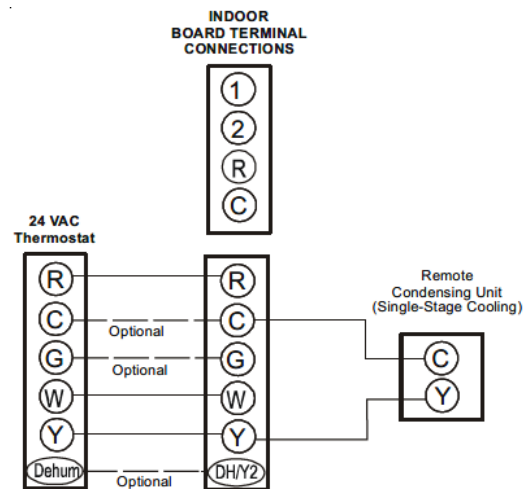 INDOOR
BOARD TERMINAL
CONNECTIONS
1
2
R
C
24 VAC
Thermostat
R
C
G
W
Y
Dehum
Optional
Optional
Optional
R
C
G
W
Y
DH/Y2
Remote
Condensing Unit
(Single-Stage Cooling)
C
Y